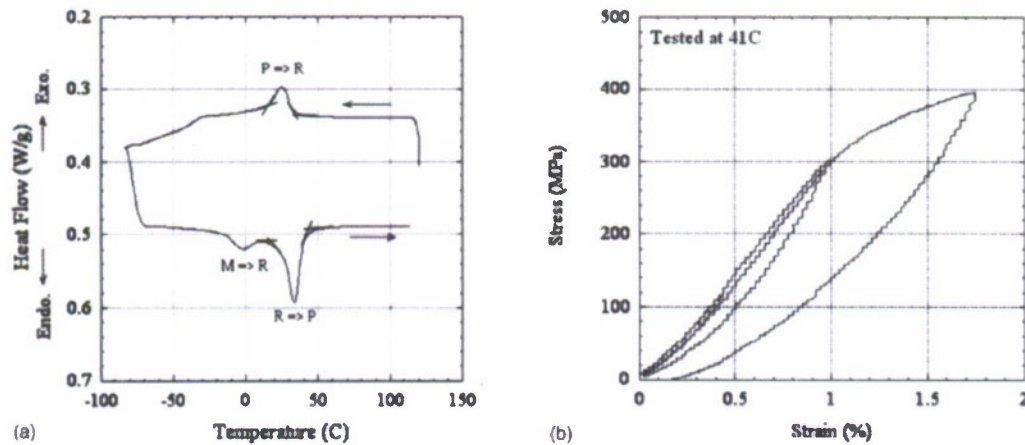 0.2
0.3
0.4
0.5
0.6
0.7
Endo. Heat Flow (W/g) Exo.
P => R
M => R
R => P
-100 -50 0 50 100 150
Temperature (C)
(a)
500
400
300
200
100
0
Stress (MPa)
Tested at 41C
0 0.5 1 1.5 2
Strain (%)
(b)